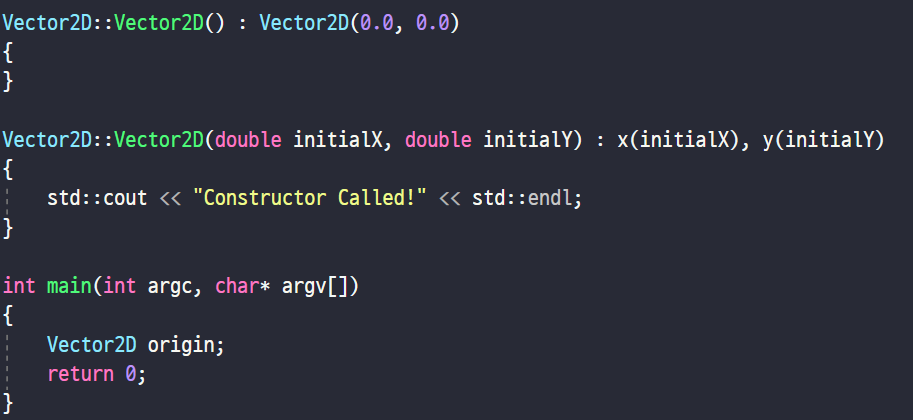 Vector2D::Vector2D() : Vector2D(0.0, 0.0)
{
}
Vector2D::Vector2D(double initialX, double initialY) : x(initialX), y(initialY)
{
    std::cout << "Constructor Called!" << std::endl;
}
int main(int argc, char* argv[])
{
    Vector2D origin;
    return 0;
}